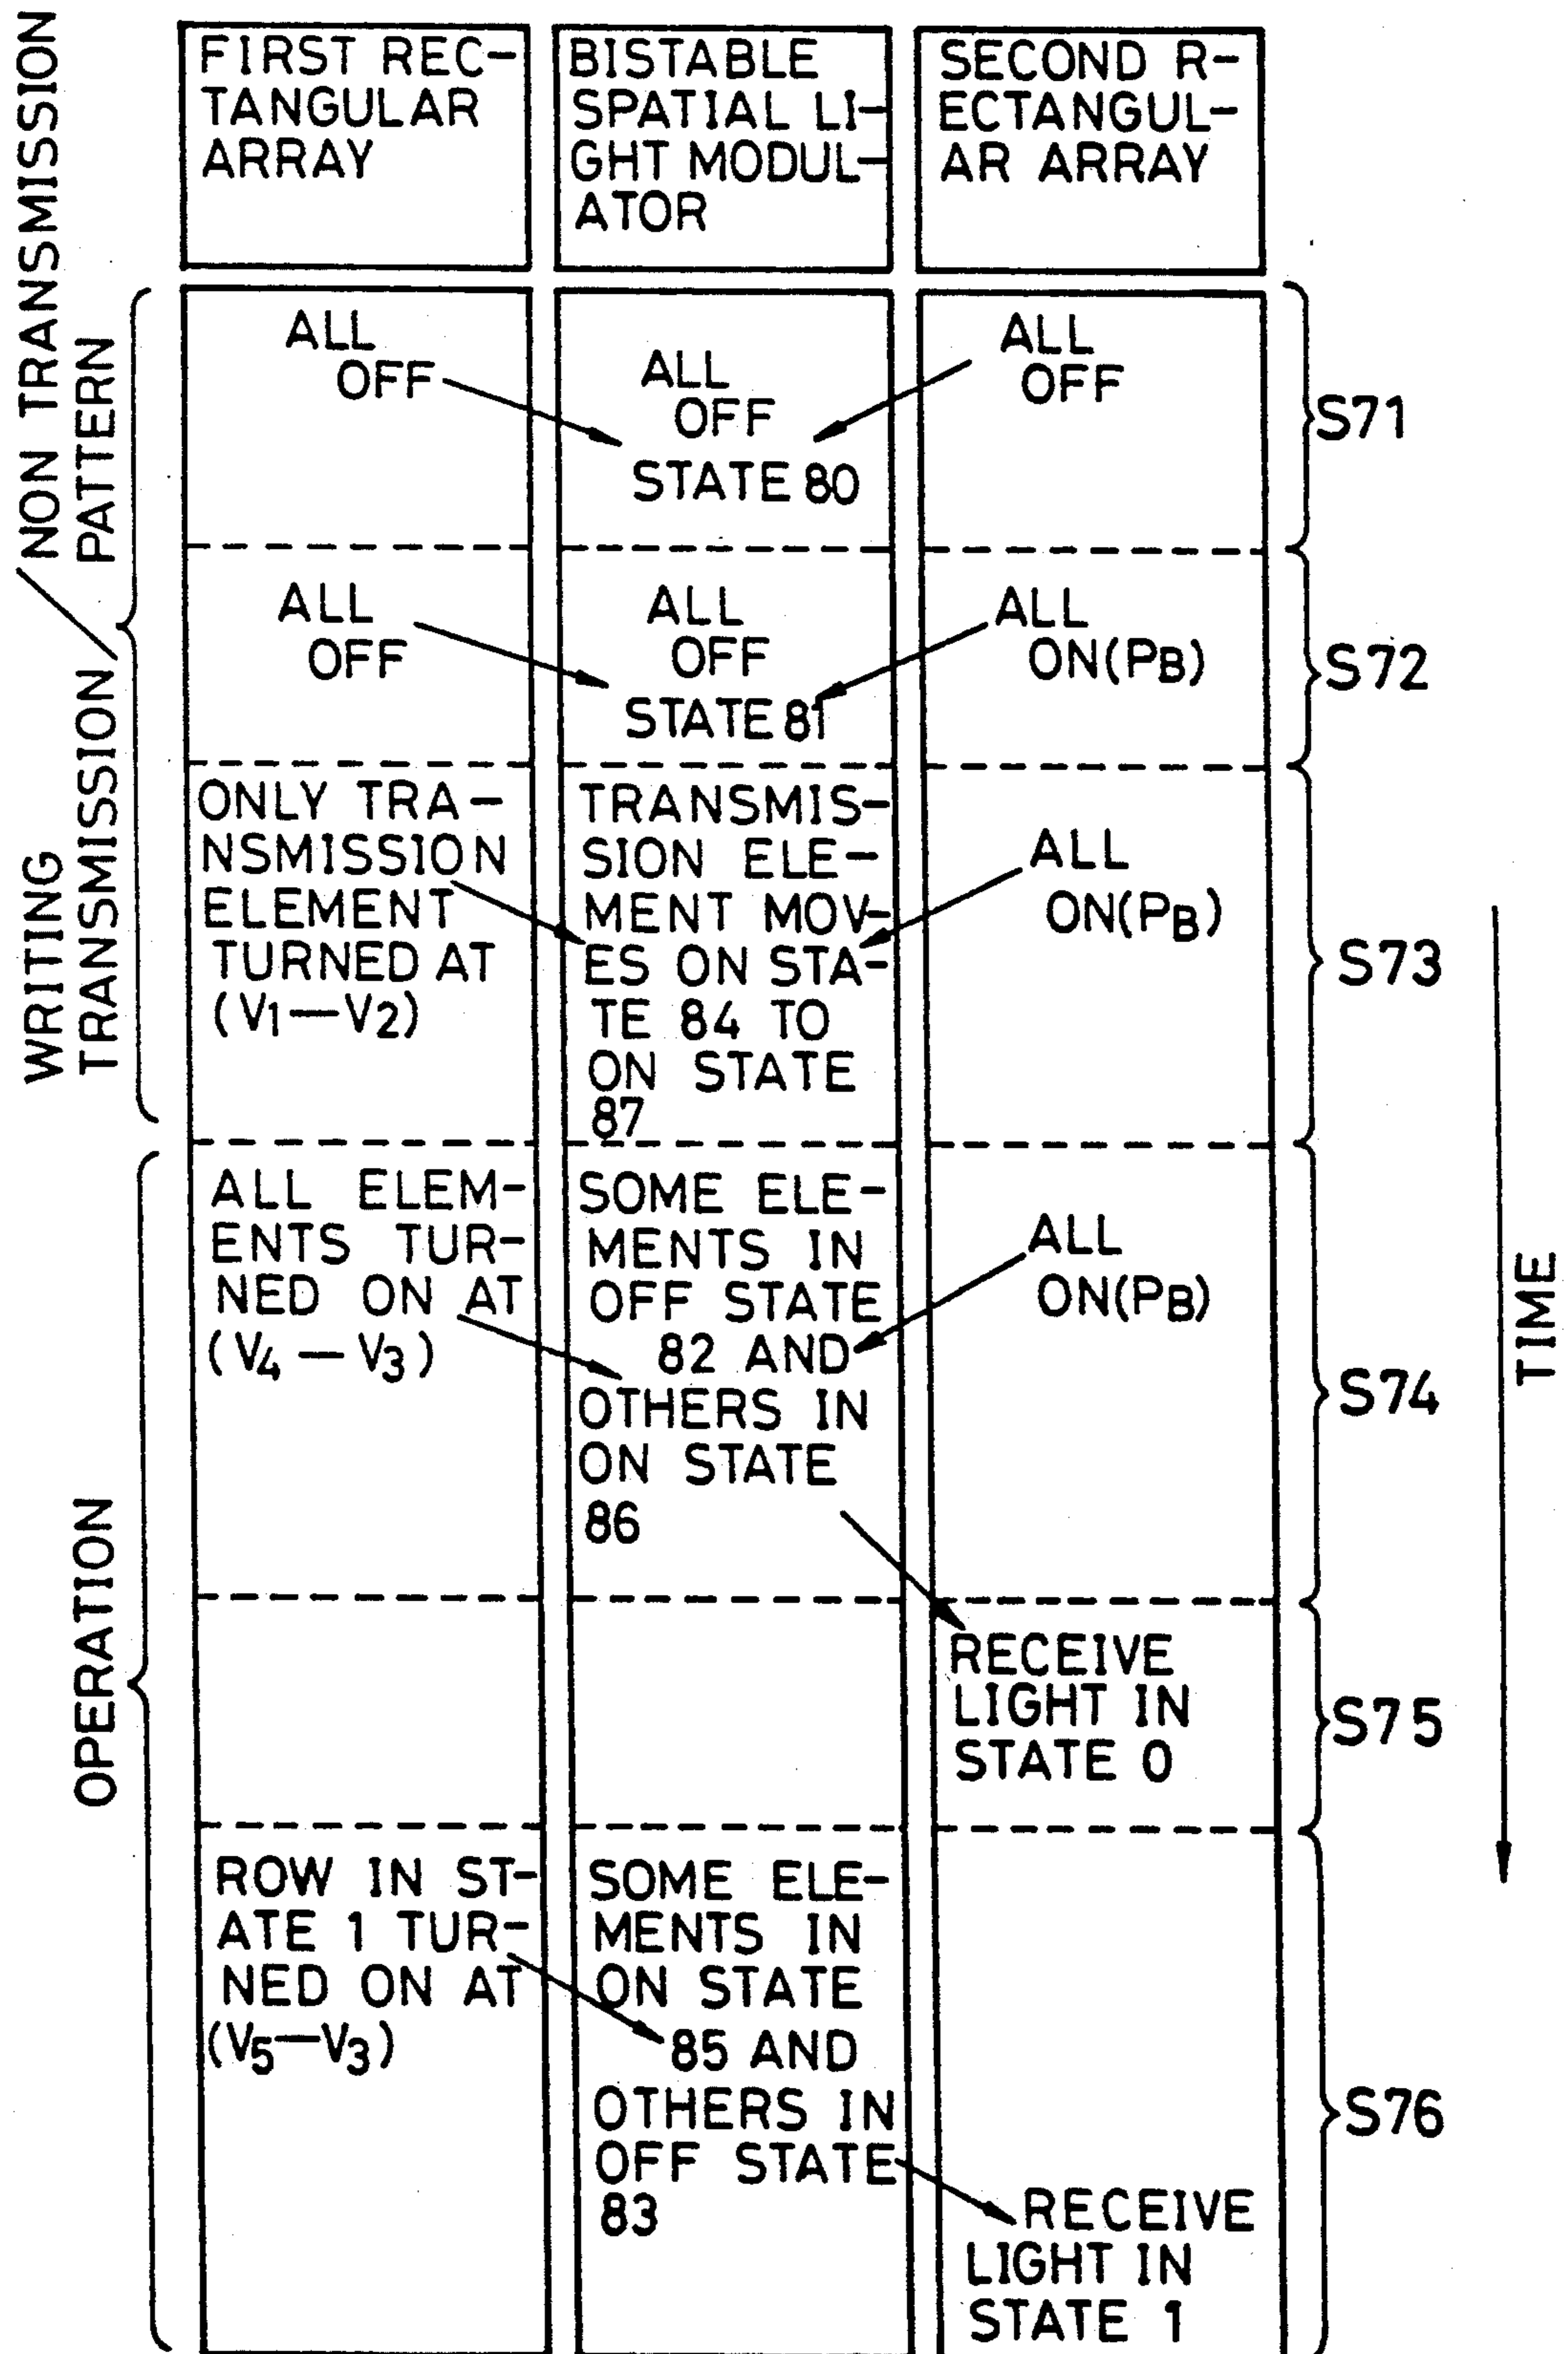 WRITING
TRANSMISSION / NON TRANSMISSION
PATTERN
FIRST REC-
TANGULAR
ARRAY
BISTABLE
SPATIAL LI-
GHT MODUL-
ATOR
SECOND R-
ECTANGUL-
AR ARRAY
ALL
OFF
ALL
OFF
STATE 80
ALL
OFF
S71
ALL
OFF
ALL
OFF
STATE 81
ALL
ON(PB)
S72
ONLY TRA-
NSMISSION
ELEMENT
TURNED AT
(V1—V2)
TRANSMIS-
SION ELE-
MENT MOV-
ES ON STA-
TE 84 TO
ON STATE
87
ALL
ON(PB)
S73
OPERATION
ALL ELEM-
ENTS TUR-
NED ON AT
(V4—V3)
SOME ELE-
MENTS IN
OFF STATE
82 AND
OTHERS IN
ON STATE
86
ALL
ON(PB)
S74
TIME
RECEIVE
LIGHT IN
STATE 0
S75
ROW IN ST-
ATE 1 TUR-
NED ON AT
(V5—V3)
SOME ELE-
MENTS IN
ON STATE
85 AND
OTHERS IN
OFF STATE
83
RECEIVE
LIGHT IN
STATE 1
S76